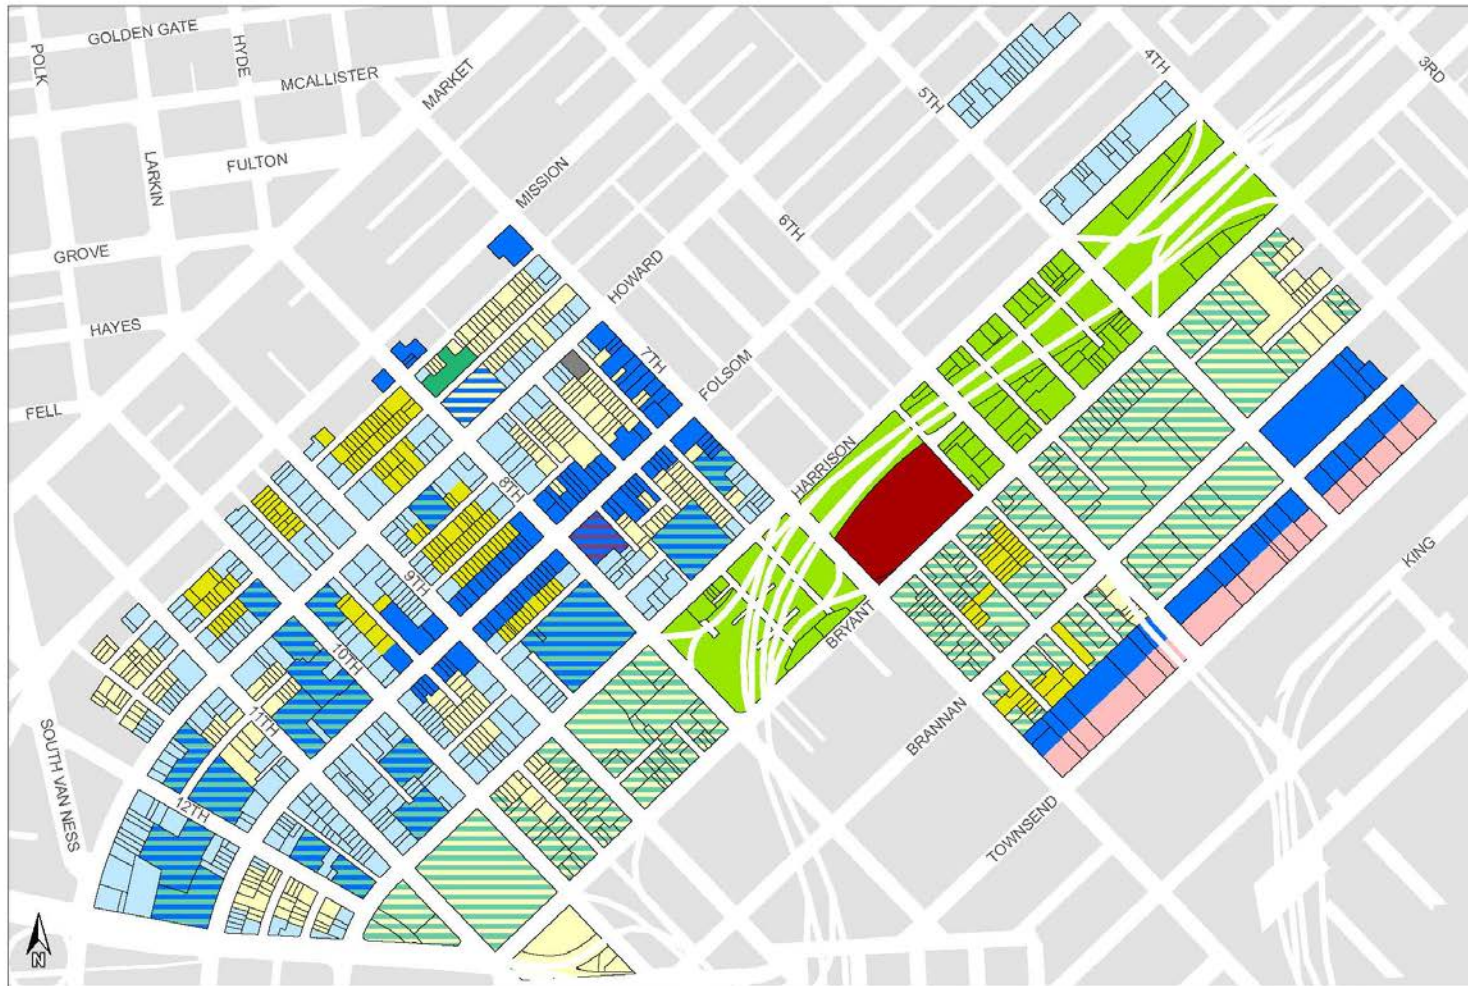 GOLDEN GATE
POLK
HYDE
MCALLISTER
MARKET
LARKIN
FULTON
MISSION
GROVE
HOWARD
HAYES
FELL
7TH
FOLSOM
6TH
5TH
4TH
3RD
8TH
HARRISON
9TH
BRYANT
10TH
11TH
12TH
SOUTH VAN NESS
BRANNAN
TOWNSEND
KING
N